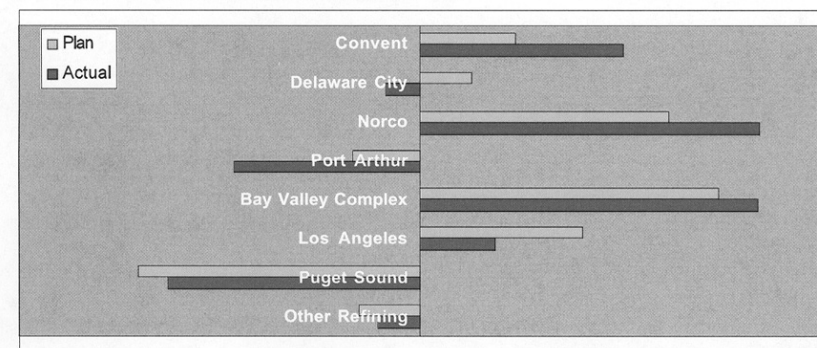 Plan
Actual
Convent
Delaware City
Norco
Port Arthur
Bay Valley Complex
Los Angeles
Puget Sound
Other Refining